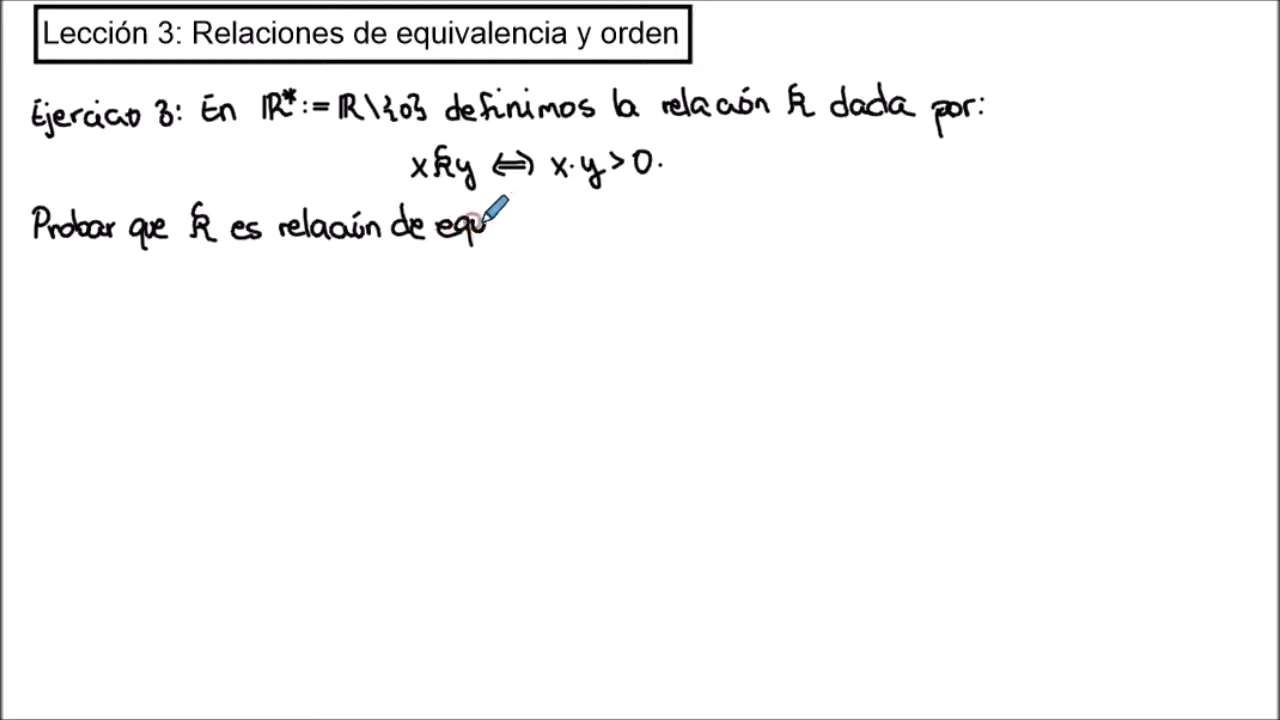 Lección 3: Relaciones de equivalencia y orden
Ejercicio 3: En ℝ* := ℝ\{0} definimos la relación R dada por:
xRy ⟺ x·y > 0.
Probar que R es relación de equ